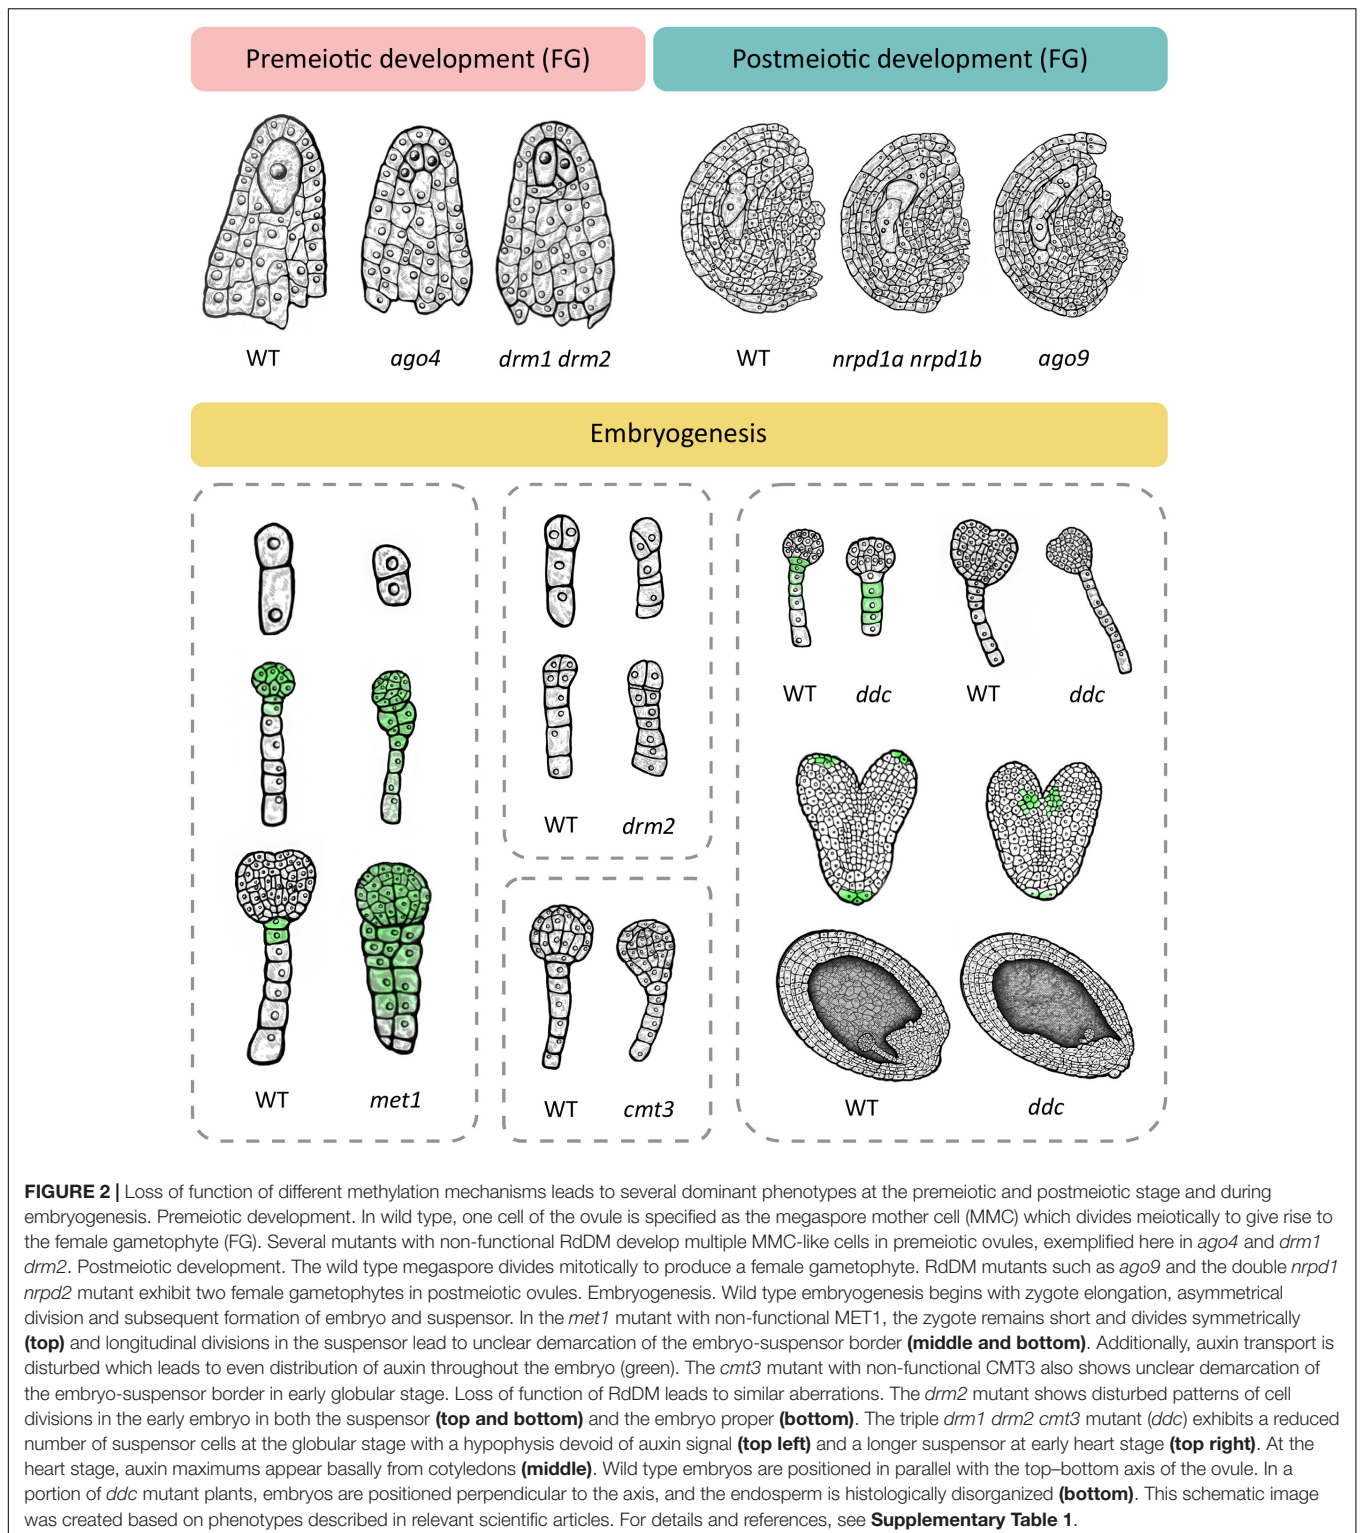 Premeiotic development (FG)
Postmeiotic development (FG)
WT
ago4
drm1 drm2
WT
nrpd1a nrpd1b
ago9
Embryogenesis
WT
met1
WT
drm2
WT
cmt3
WT
ddc
WT
ddc
WT
ddc
FIGURE 2 | Loss of function of different methylation mechanisms leads to several dominant phenotypes at the premeiotic and postmeiotic stage and during
embryogenesis. Premeiotic development. In wild type, one cell of the ovule is specified as the megaspore mother cell (MMC) which divides meiotically to give rise to
the female gametophyte (FG). Several mutants with non-functional RdDM develop multiple MMC-like cells in premeiotic ovules, exemplified here in ago4 and drm1
drm2. Postmeiotic development. The wild type megaspore divides mitotically to produce a female gametophyte. RdDM mutants such as ago9 and the double nrpd1
nrpd2 mutant exhibit two female gametophytes in postmeiotic ovules. Embryogenesis. Wild type embryogenesis begins with zygote elongation, asymmetrical
division and subsequent formation of embryo and suspensor. In the met1 mutant with non-functional MET1, the zygote remains short and divides symmetrically
(top) and longitudinal divisions in the suspensor lead to unclear demarcation of the embryo-suspensor border (middle and bottom). Additionally, auxin transport is
disturbed which leads to even distribution of auxin throughout the embryo (green). The cmt3 mutant with non-functional CMT3 also shows unclear demarcation of
the embryo-suspensor border in early globular stage. Loss of function of RdDM leads to similar aberrations. The drm2 mutant shows disturbed patterns of cell
divisions in the early embryo in both the suspensor (top and bottom) and the embryo proper (bottom). The triple drm1 drm2 cmt3 mutant (ddc) exhibits a reduced
number of suspensor cells at the globular stage with a hypophysis devoid of auxin signal (top left) and a longer suspensor at early heart stage (top right). At the
heart stage, auxin maximums appear basally from cotyledons (middle). Wild type embryos are positioned in parallel with the top–bottom axis of the ovule. In a
portion of ddc mutant plants, embryos are positioned perpendicular to the axis, and the endosperm is histologically disorganized (bottom). This schematic image
was created based on phenotypes described in relevant scientific articles. For details and references, see Supplementary Table 1.